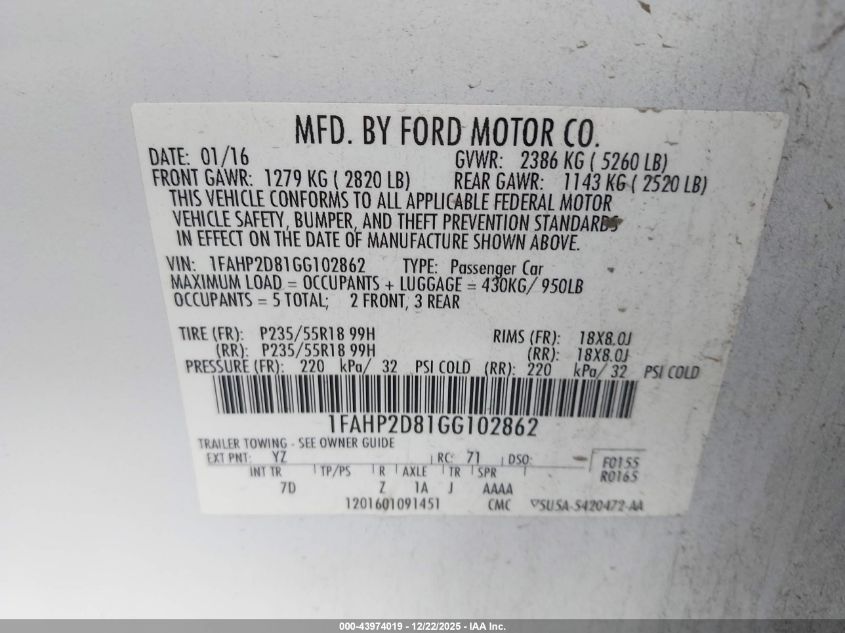 MFD. BY FORD MOTOR CO.
DATE: 01/16 GVWR: 2386 KG ( 5260 LB)
FRONT GAWR: 1279 KG ( 2820 LB) REAR GAWR: 1143 KG ( 2520 LB)
THIS VEHICLE CONFORMS TO ALL APPLICABLE FEDERAL MOTOR
VEHICLE SAFETY, BUMPER, AND THEFT PREVENTION STANDARDS
IN EFFECT ON THE DATE OF MANUFACTURE SHOWN ABOVE.
VIN: 1FAHP2D81GG102862 TYPE: Passenger Car
MAXIMUM LOAD = OCCUPANTS + LUGGAGE = 430KG/ 950LB
OCCUPANTS = 5 TOTAL; 2 FRONT, 3 REAR
TIRE (FR): P235/55R18 99H RIMS (FR): 18X8.0J
(RR): P235/55R18 99H (RR): 18X8.0J
PRESSURE (FR): 220 kPa/ 32 PSI COLD (RR): 220 kPa/ 32 PSI COLD
1FAHP2D81GG102862
TRAILER TOWING - SEE OWNER GUIDE
EXT PNT: YZ RC: 71 DSO: F0155
INT TR TP/PS R AXLE TR SPR R0165
7D Z 1A J AAAA
1201601091451 CMC SU5A-5420472-AA
000-43974019 - 12/22/2025 - IAA Inc.